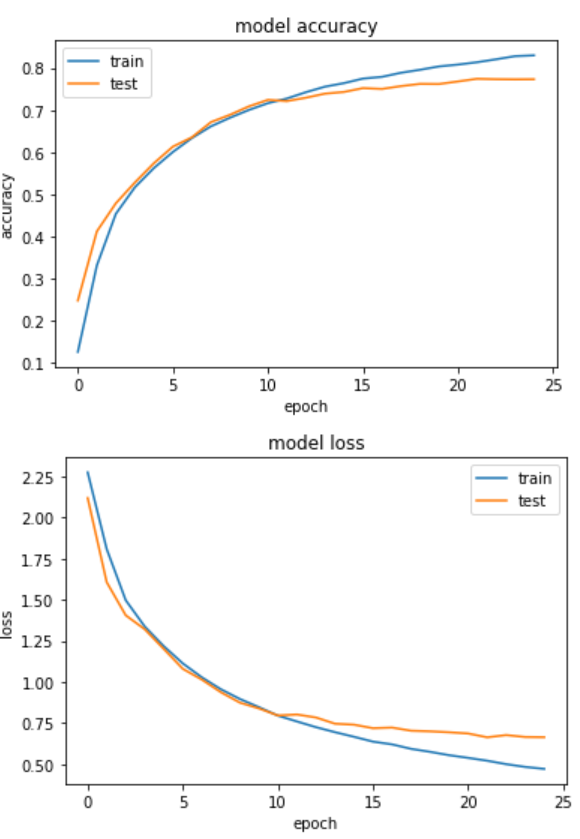 model accuracy
train
test
0.8
0.7
0.6
0.5
0.4
0.3
0.2
0.1
accuracy
0 5 10 15 20 25
epoch
model loss
train
test
2.25
2.00
1.75
1.50
1.25
1.00
0.75
0.50
loss
0 5 10 15 20 25
epoch